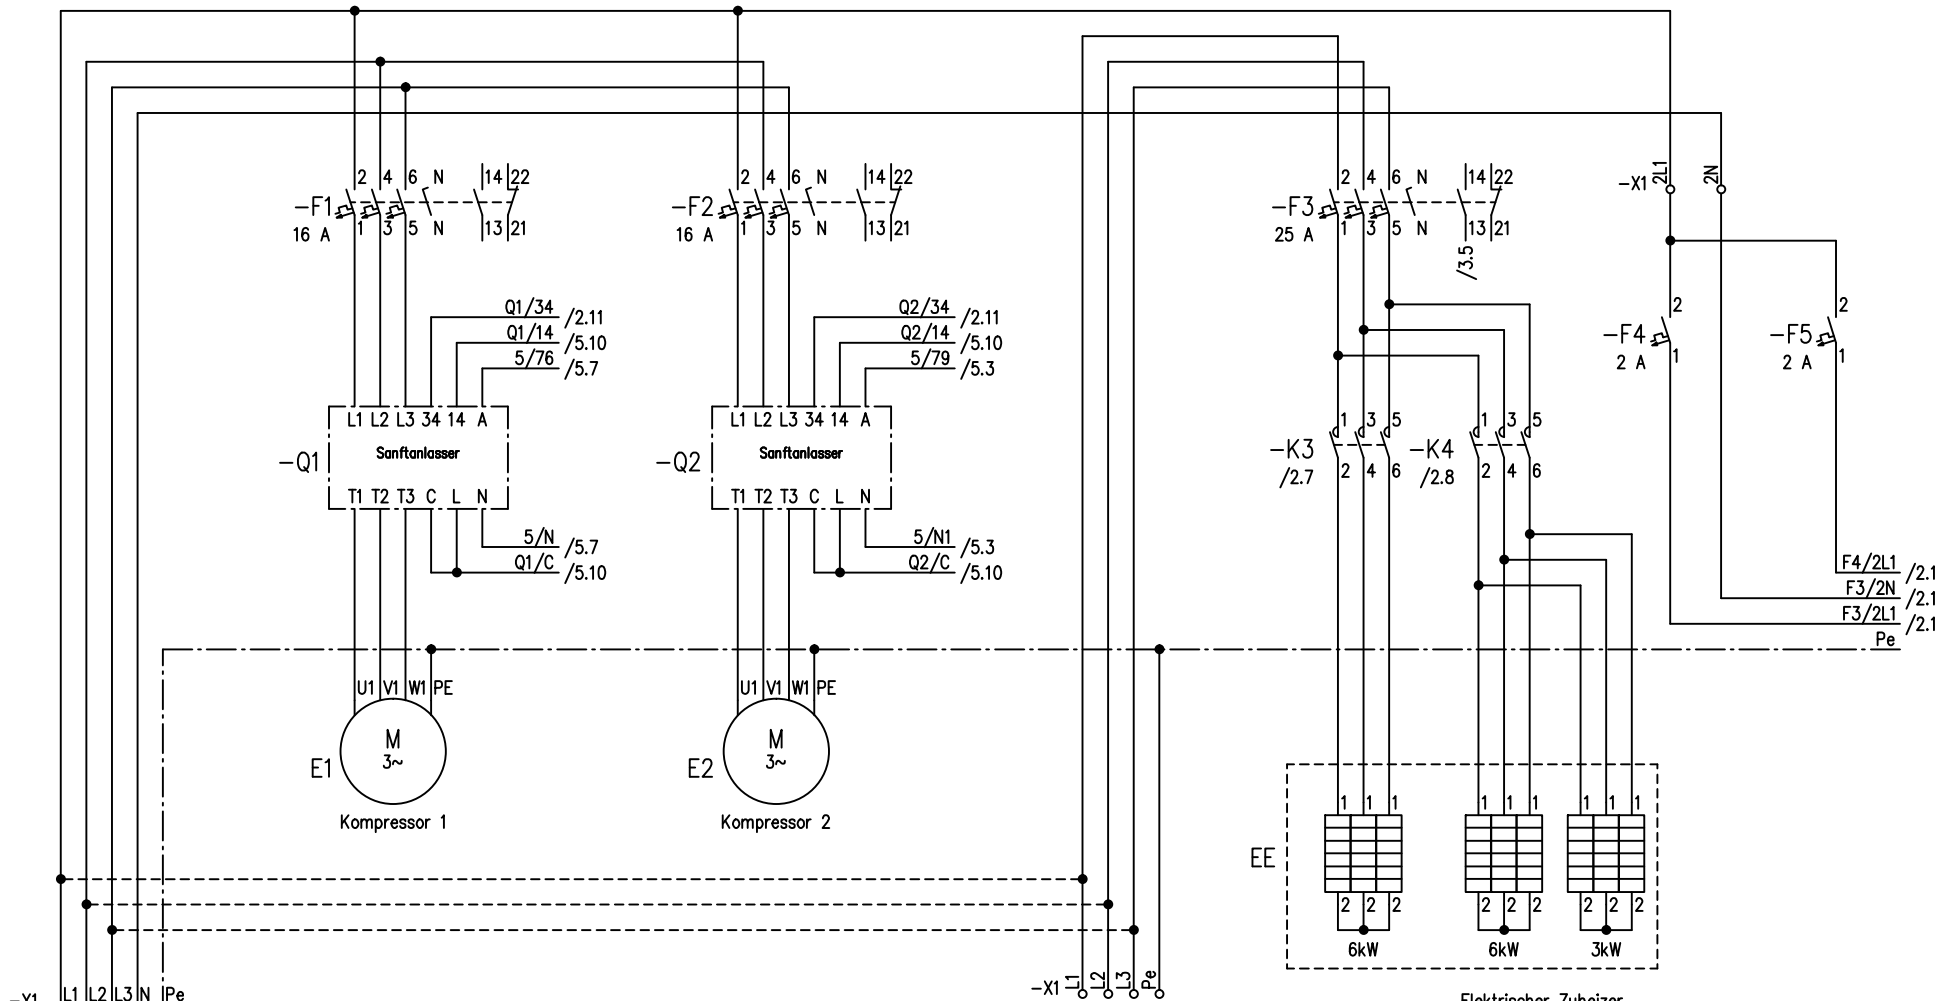 2 4 6 N 14 22
-F1
16 A
1 3 5 N 13 21
2 4 6 N 14 22
-F2
16 A
1 3 5 N 13 21
2 4 6 N 14 22
-F3
25 A
1 3 5 N 13 21
/3.5
-X1 2L1 2N
2
-F4
2 A
1
2
-F5
2 A
1
Q1/34 /2.11
Q1/14 /5.10
5/76 /5.7
L1 L2 L3 34 14 A
Sanftanlasser
-Q1
T1 T2 T3 C L N
5/N /5.7
Q1/C /5.10
Q2/34 /2.11
Q2/14 /5.10
5/79 /5.3
L1 L2 L3 34 14 A
Sanftanlasser
-Q2
T1 T2 T3 C L N
5/N1 /5.3
Q2/C /5.10
1 3 5
-K3
/2.7
2 4 6
1 3 5
-K4
/2.8
2 4 6
F4/2L1 /2.1
F3/2N /2.1
F3/2L1 /2.1
Pe
U1 V1 W1 PE
M
3~
E1
Kompressor 1
U1 V1 W1 PE
M
3~
E2
Kompressor 2
1 1 1 1 1 1 1 1 1
EE
2 2 2 2 2 2 2 2 2
6kW 6kW 3kW
-X1 L1 L2 L3 N Pe
-X1 L1 L2 L3 Pe
Elektrischer Zuheizer